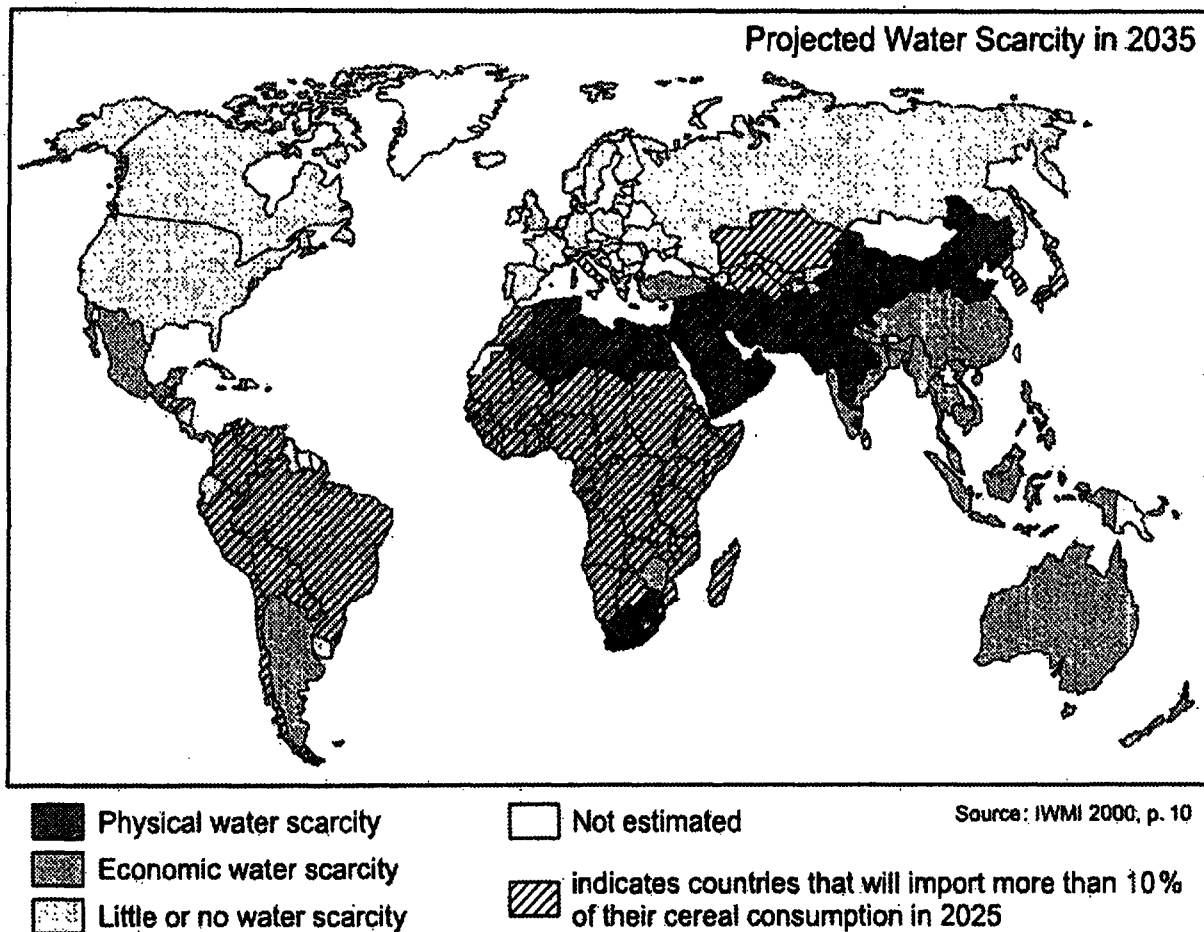 Projected Water Scarcity in 2035
Physical water scarcity
Economic water scarcity
Little or no water scarcity
Not estimated
Source: IWMI 2000, p. 10
indicates countries that will import more than 10%
of their cereal consumption in 2025